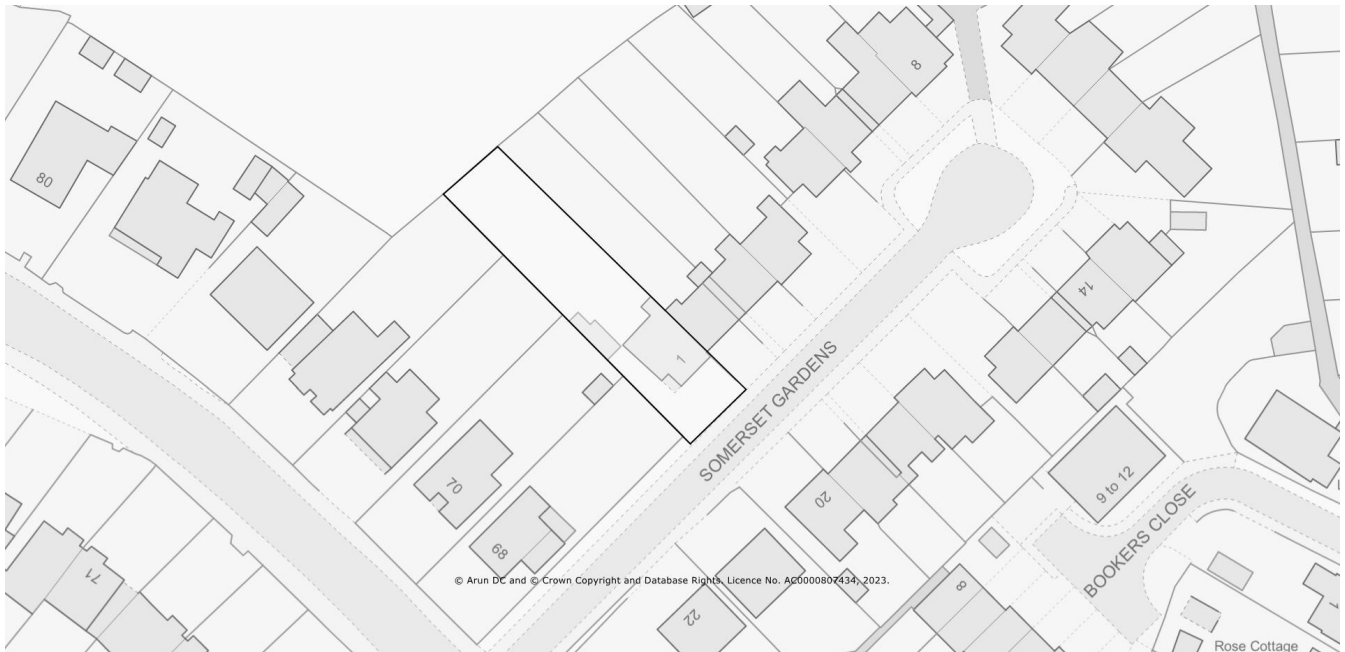 8
80
1
14
SOMERSET GARDENS
70
20
9 to 12
68
BOOKERS CLOSE
© Arun DC and © Crown Copyright and Database Rights. Licence No. AC0000807434, 2023.
71
8
22
1
Rose Cottage